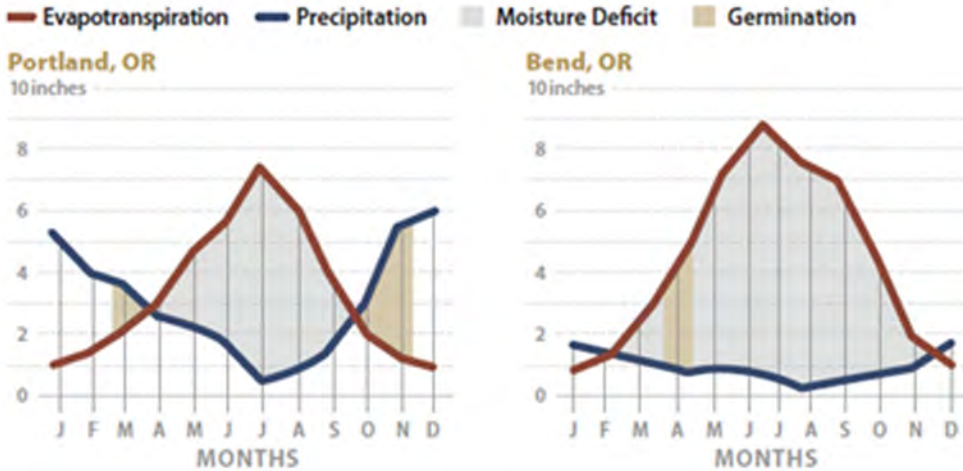 Evapotranspiration Precipitation Moisture Deficit Germination
Portland, OR
10 inches
8
6
4
2
0
J F M A M J J A S O N D
MONTHS
Bend, OR
10 inches
8
6
4
2
0
J F M A M J J A S O N D
MONTHS